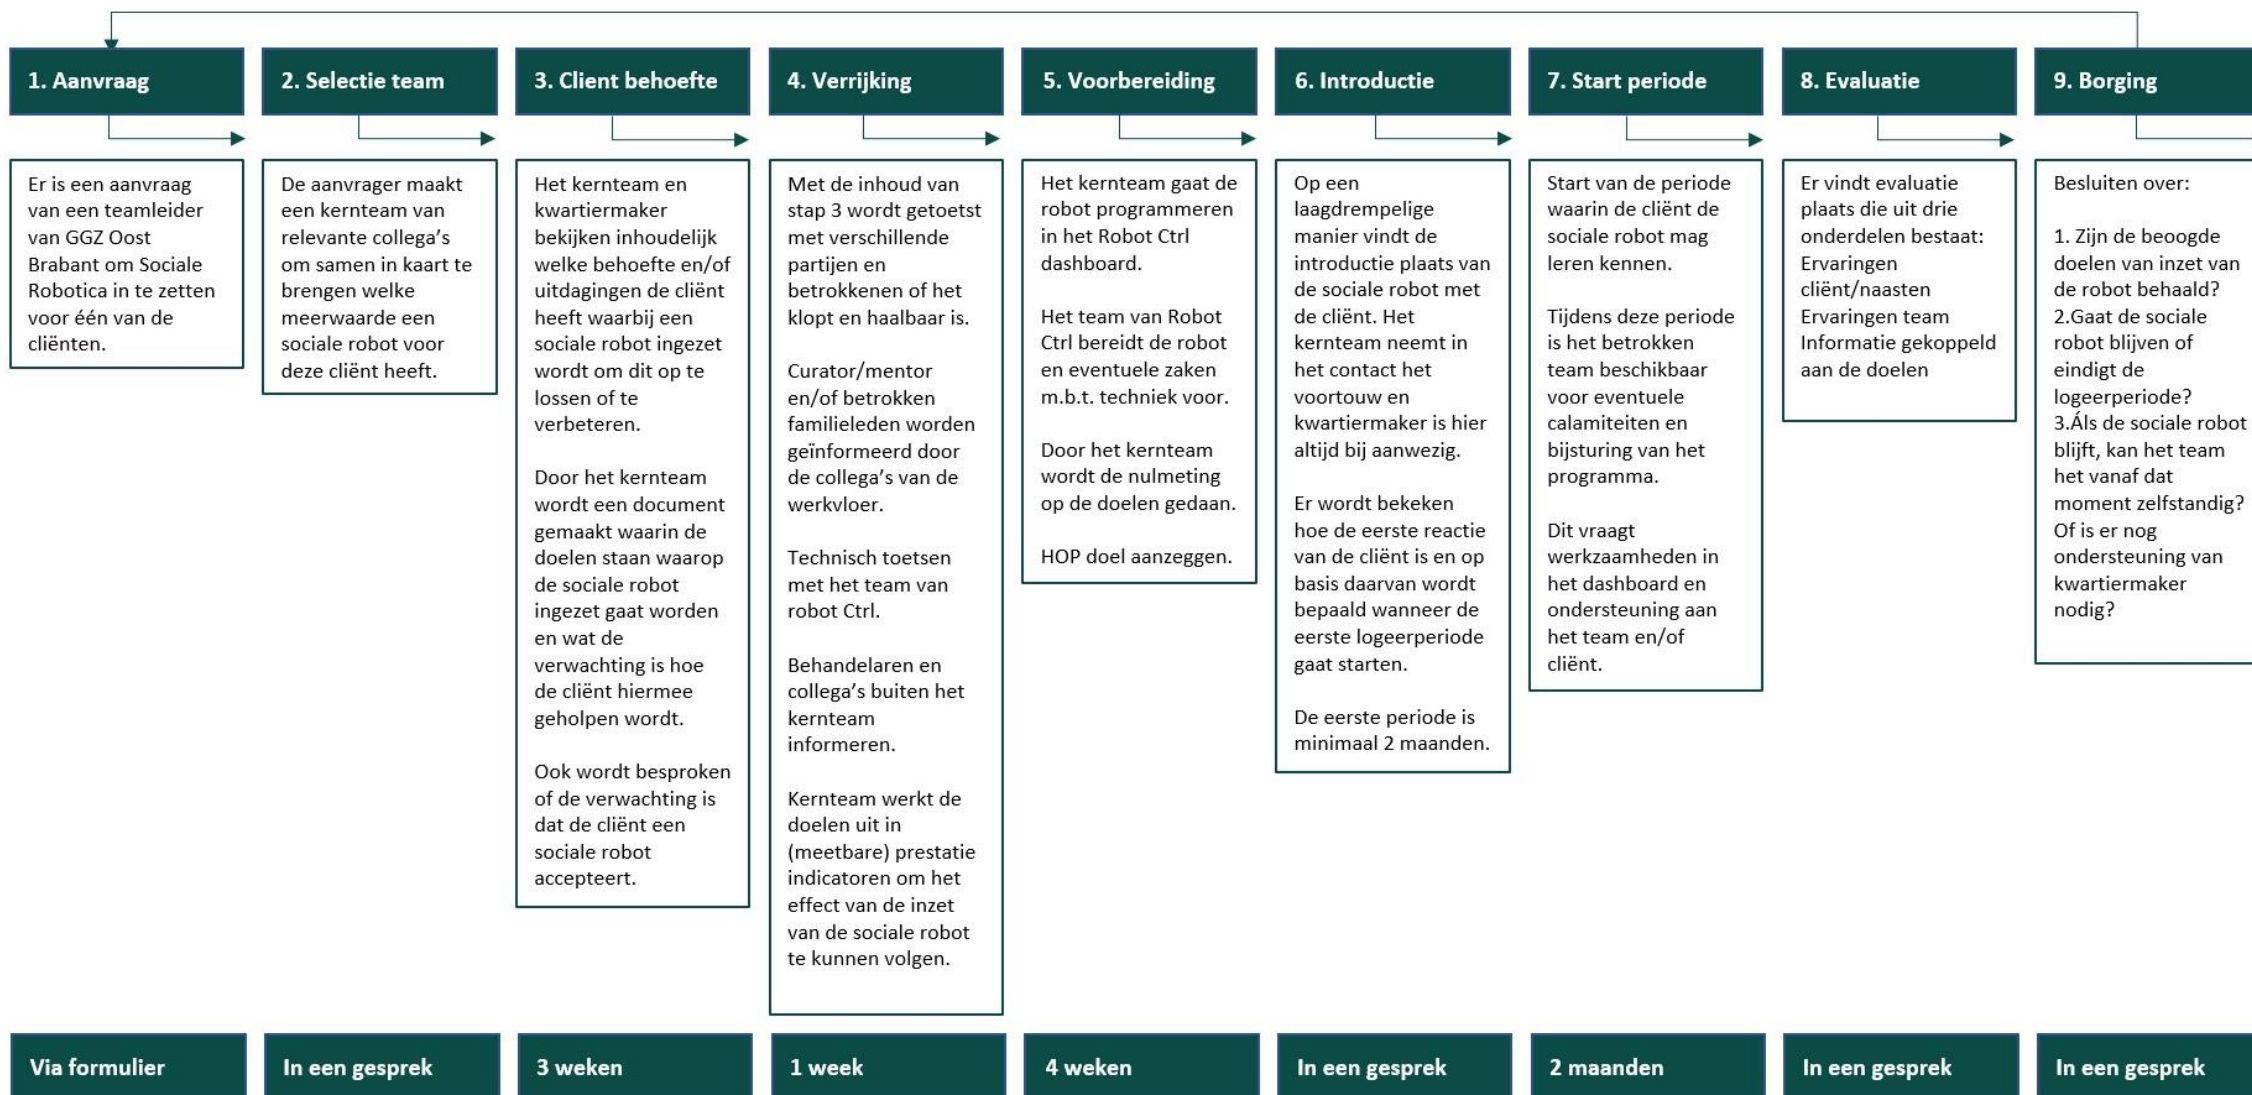 1. Aanvraag
2. Selectie team
3. Client behoefte
4. Verrijking
5. Voorbereiding
6. Introductie
7. Start periode
8. Evaluatie
9. Borging
Er is een aanvraag
van een teamleider
van GGZ Oost
Brabant om Sociale
Robotica in te zetten
voor één van de
cliënten.
De aanvrager maakt
een kernteam van
relevante collega's
om samen in kaart te
brengen welke
meerwaarde een
sociale robot voor
deze cliënt heeft.
Het kernteam en
kwartiermaker
bekijken inhoudelijk
welke behoefte en/of
uitdagingen de cliënt
heeft waarbij een
sociale robot ingezet
wordt om dit op te
lossen of te
verbeteren.
Door het kernteam
wordt een document
gemaakt waarin de
doelen staan waarop
de sociale robot
ingezet gaat worden
en wat de
verwachting is hoe
de cliënt hiermee
geholpen wordt.
Ook wordt besproken
of de verwachting is
dat de cliënt een
sociale robot
accepteert.
Met de inhoud van
stap 3 wordt getoetst
met verschillende
partijen en
betrokkenen of het
klopt en haalbaar is.
Curator/mentor
en/of betrokken
familieleden worden
geïnformeerd door
de collega's van de
werkvloer.
Technisch toetsen
met het team van
robot Ctrl.
Behandelaren en
collega's buiten het
kernteam
informeren.
Kernteam werkt de
doelen uit in
(meetbare) prestatie
indicatoren om het
effect van de inzet
van de sociale robot
te kunnen volgen.
Het kernteam gaat de
robot programmeren
in het Robot Ctrl
dashboard.
Het team van Robot
Ctrl bereidt de robot
en eventuele zaken
m.b.t. techniek voor.
Door het kernteam
wordt de nulmeting
op de doelen gedaan.
HOP doel aanzeggen.
Op een
laagdrempelige
manier vindt de
introductie plaats van
de sociale robot met
de cliënt. Het
kernteam neemt in
het contact het
voortouw en
kwartiermaker is hier
altijd bij aanwezig.
Er wordt bekeken
hoe de eerste reactie
van de cliënt is en op
basis daarvan wordt
bepaald wanneer de
eerste logeerperiode
gaat starten.
De eerste periode is
minimaal 2 maanden.
Start van de periode
waarin de cliënt de
sociale robot mag
leren kennen.
Tijdens deze periode
is het betrokken
team beschikbaar
voor eventuele
calamiteiten en
bijsturing van het
programma.
Dit vraagt
werkzaamheden in
het dashboard en
ondersteuning aan
het team en/of
cliënt.
Er vindt evaluatie
plaats die uit drie
onderdelen bestaat:
Ervaringen
cliënt/naasten
Ervaringen team
Informatie gekoppeld
aan de doelen
Besluiten over:
1. Zijn de beoogde
doelen van inzet van
de robot behaald?
2.Gaat de sociale
robot blijven of
eindigt de
logeerperiode?
3.Áls de sociale robot
blijft, kan het team
het vanaf dat
moment zelfstandig?
Of is er nog
ondersteuning van
kwartiermaker
nodig?
Via formulier
In een gesprek
3 weken
1 week
4 weken
In een gesprek
2 maanden
In een gesprek
In een gesprek